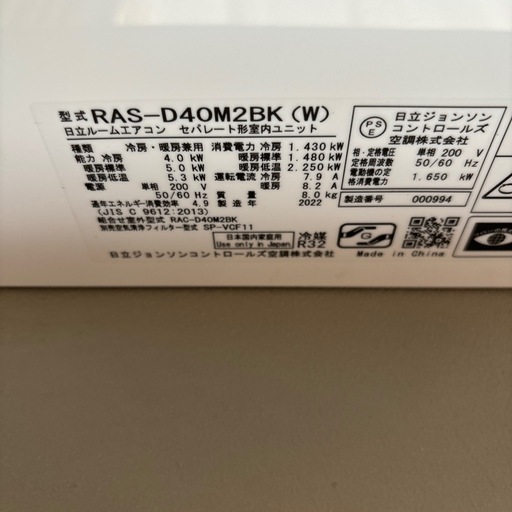 型式 RAS-D40M2BK(W)
日立ルームエアコン セパレート形室内ユニット
種類 冷房・暖房兼用 消費電力 冷房 1.430 kW
能力 冷房 4.0 kW 暖房標準 1.480 kW
暖房標準 5.0 kW 暖房低温 2.250 kW
暖房低温 5.3 kW 運転電流 冷房 7.9 A
電源 単相 200 V 暖房 8.2 A
50/60 Hz 質量 8.0kg
通年エネルギー消費効率 4.9 製造年 2022
(JIS C 9612:2013)
組合せ室外型式 RAC-D40M2BK
別売空気清浄フィルター型式 SP-VCF11
日本国内家庭用
Use only in Japan
冷媒
R32
日立ジョンソンコントロールズ空調株式会社
PS
E
日立ジョンソン
コントロールズ
空調株式会社
相・定格電圧 単相 200 V
定格周波数 50/60 Hz
電動機の定格消費電力 1.650 kW
製造番号 000994
Made in China